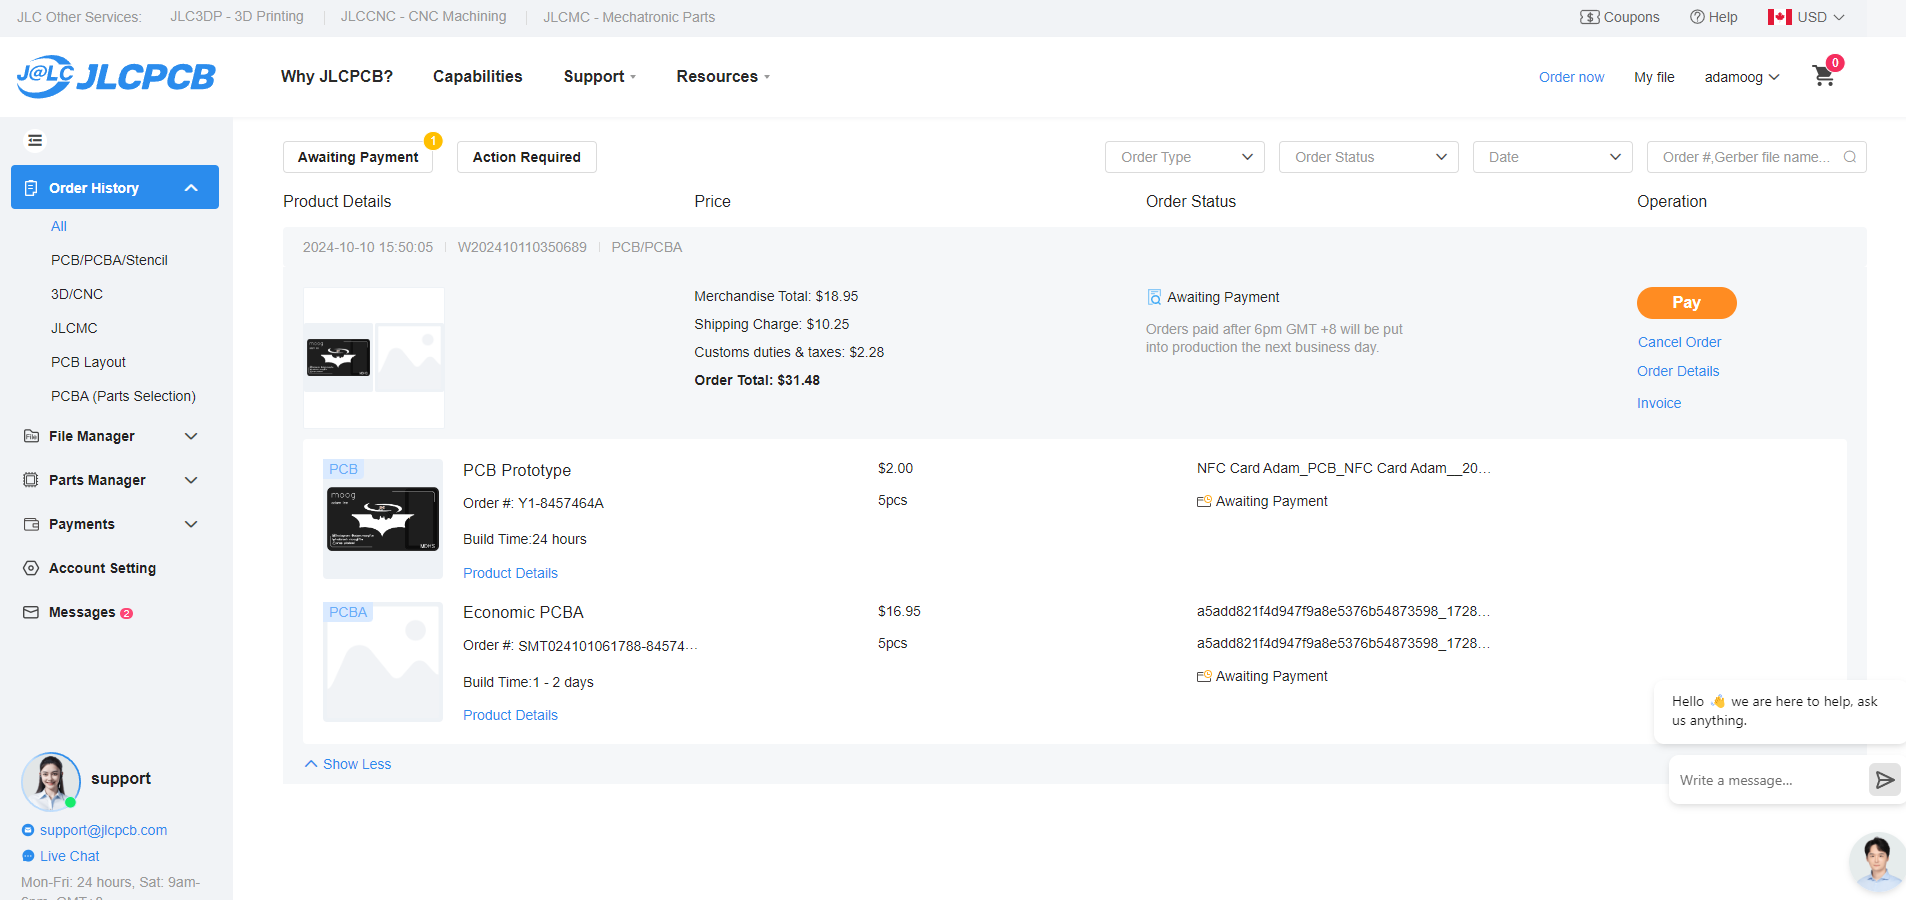 JLC Other Services: JLC3DP - 3D Printing JLCCNC - CNC Machining JLCMC - Mechatronic Parts Coupons Help USD
J@LC JLCPCB Why JLCPCB? Capabilities Support Resources Order now My file adamoog 0
Order History
All
PCB/PCBA/Stencil
3D/CNC
JLCMC
PCB Layout
PCBA (Parts Selection)
File Manager
Parts Manager
Payments
Account Setting
Messages 2
support
support@jlcpcb.com
Live Chat
Mon-Fri: 24 hours, Sat: 9am-
Awaiting Payment 1 Action Required Order Type Order Status Date Order #,Gerber file name...
Product Details Price Order Status Operation
2024-10-10 15:50:05 W202410110350689 PCB/PCBA
Merchandise Total: $18.95
Shipping Charge: $10.25
Customs duties & taxes: $2.28
Order Total: $31.48
Awaiting Payment
Orders paid after 6pm GMT +8 will be put
into production the next business day.
Pay
Cancel Order
Order Details
Invoice
PCB
moog
MDMS
PCB Prototype $2.00 NFC Card Adam_PCB_NFC Card Adam__20...
Order #: Y1-8457464A 5pcs Awaiting Payment
Build Time:24 hours
Product Details
PCBA
Economic PCBA $16.95 a5add821f4d947f9a8e5376b54873598_1728...
Order #: SMT024101061788-84574... 5pcs a5add821f4d947f9a8e5376b54873598_1728...
Build Time:1 - 2 days Awaiting Payment
Product Details
Show Less
Hello 👋 we are here to help, ask
us anything.
Write a message...